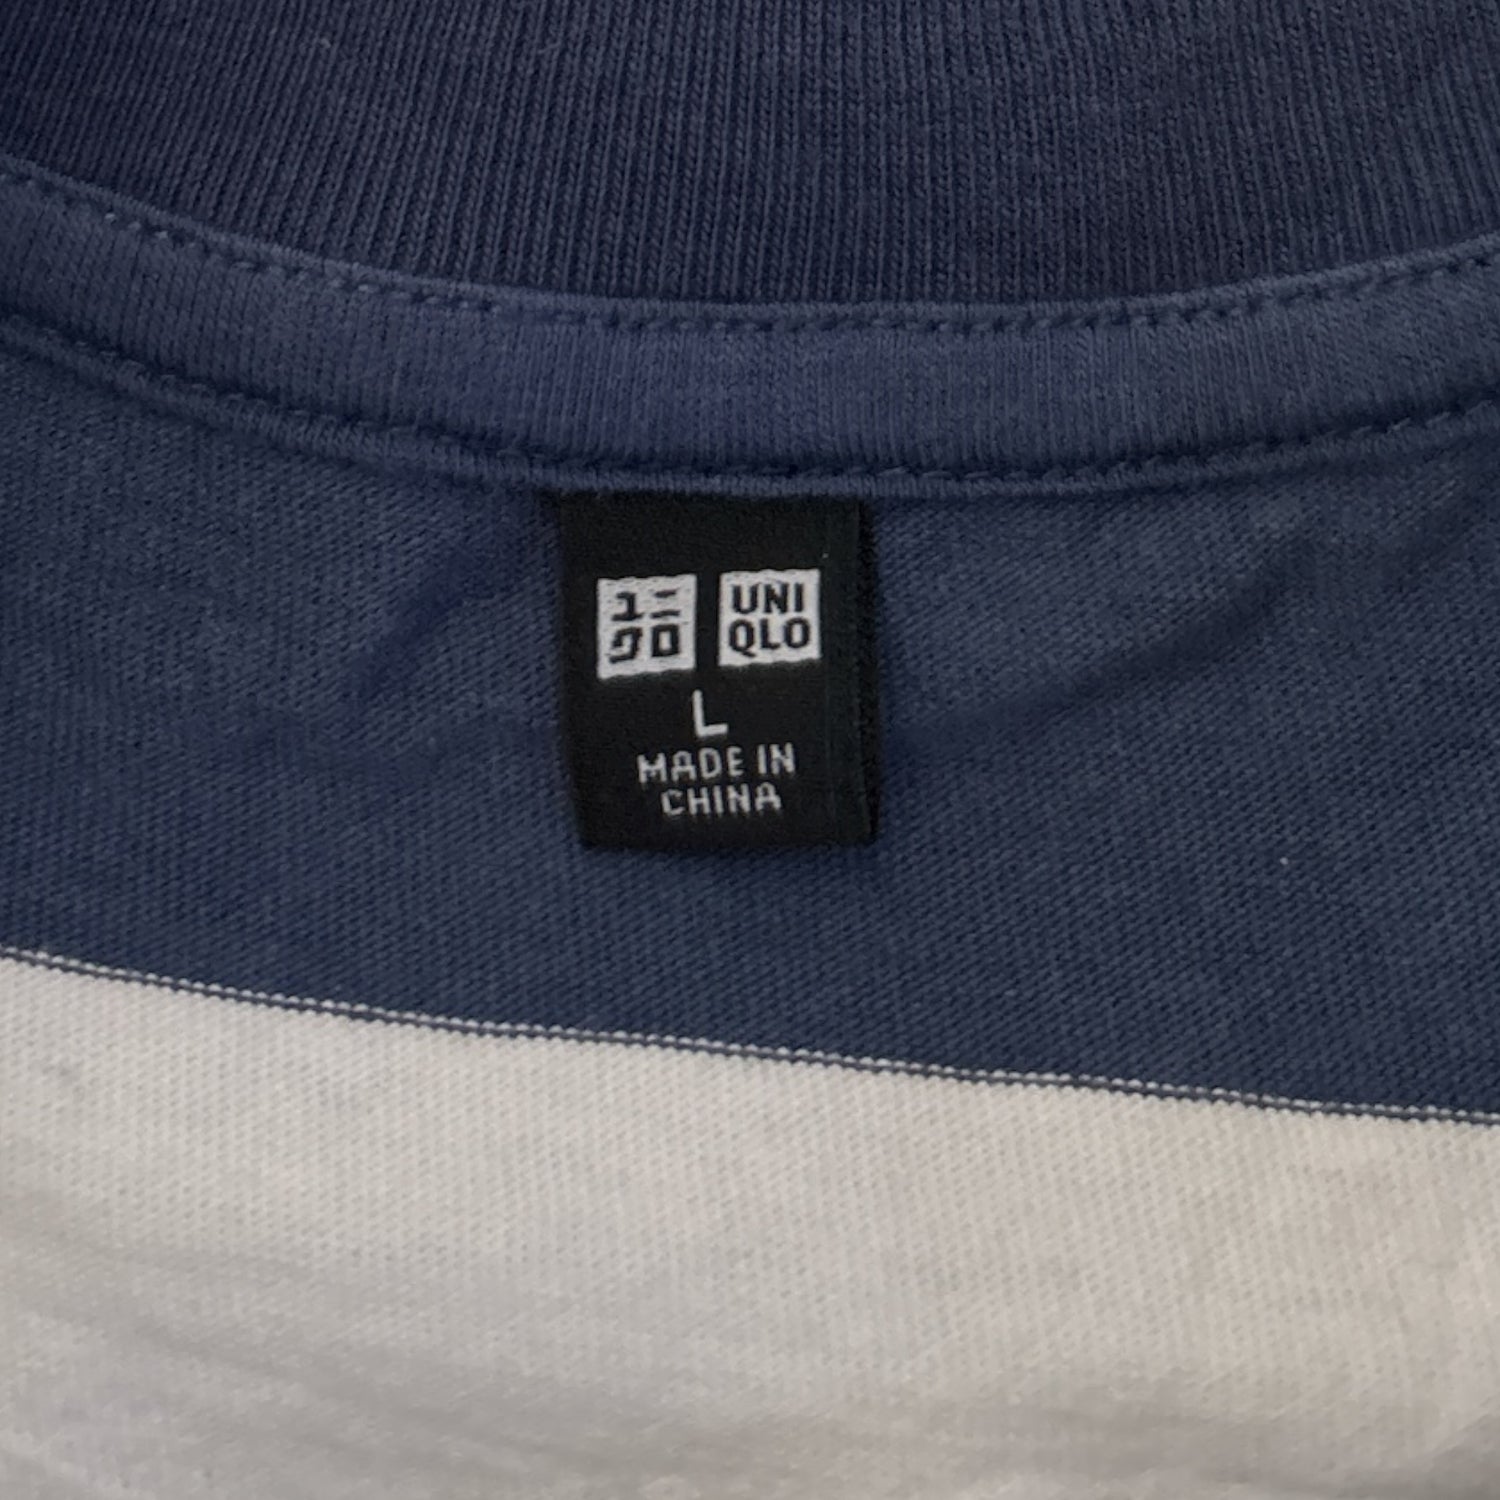 ユニ
クロ
UNI
QLO
L
MADE IN
CHINA